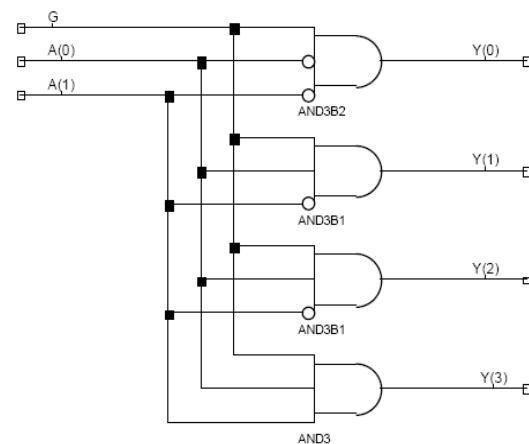 G
A(0)
A(1)
Y(0)
AND3B2
Y(1)
AND3B1
Y(2)
AND3B1
Y(3)
AND3